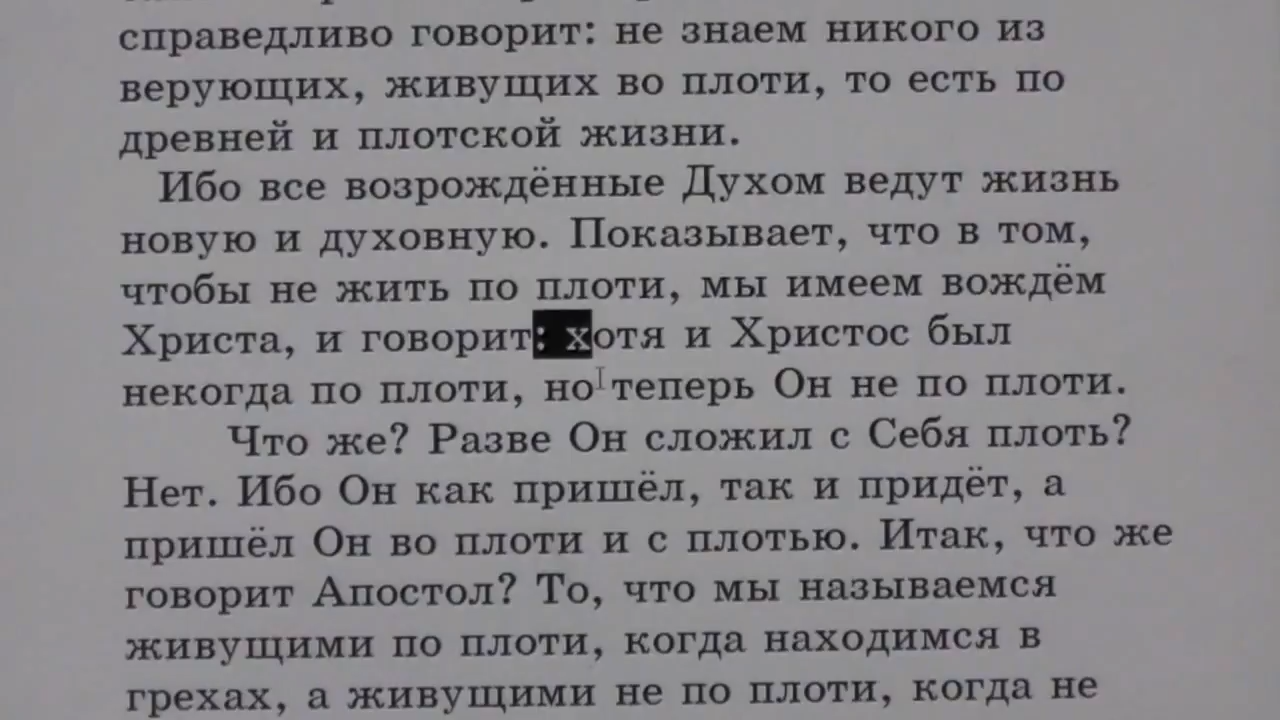 справедливо говорит: не знаем никого из
верующих, живущих во плоти, то есть по
древней и плотской жизни.
Ибо все возрождённые Духом ведут жизнь
новую и духовную. Показывает, что в том,
чтобы не жить по плоти, мы имеем вождём
Христа, и говорит: хотя и Христос был
некогда по плоти, но теперь Он не по плоти.
Что же? Разве Он сложил с Себя плоть?
Нет. Ибо Он как пришёл, так и придёт, а
пришёл Он во плоти и с плотью. Итак, что же
говорит Апостол? То, что мы называемся
живущими по плоти, когда находимся в
грехах, а живущими не по плоти, когда не